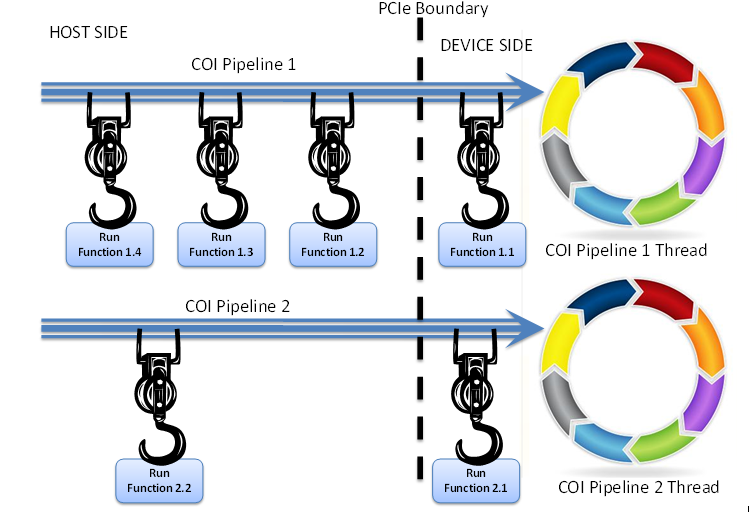 PCIe Boundary
HOST SIDE
DEVICE SIDE
COI Pipeline 1
Run
Function 1.4
Run
Function 1.3
Run
Function 1.2
Run
Function 1.1
COI Pipeline 1 Thread
COI Pipeline 2
Run
Function 2.2
Run
Function 2.1
COI Pipeline 2 Thread